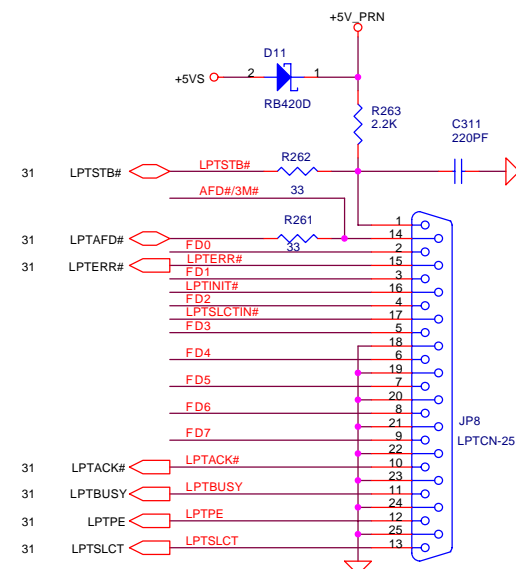 +5V_PRN
D11
+5VS
2
1
RB420D
R263
2.2K
C311
220PF
31 LPTSTB#
LPTSTB#
R262
33
AFD#/3M#
1
31 LPTAFD#
R261
33
14
FD0
2
31 LPTERR#
LPTERR#
15
FD1
3
LPTINIT#
16
FD2
4
LPTSLCTIN#
17
FD3
5
18
FD4
6
19
FD5
7
20
FD6
8
21
JP8
FD7
9
LPTCN-25
22
31 LPTACK#
LPTACK#
10
23
31 LPTBUSY
LPTBUSY
11
24
31 LPTPE
LPTPE
12
25
31 LPTSLCT
LPTSLCT
13